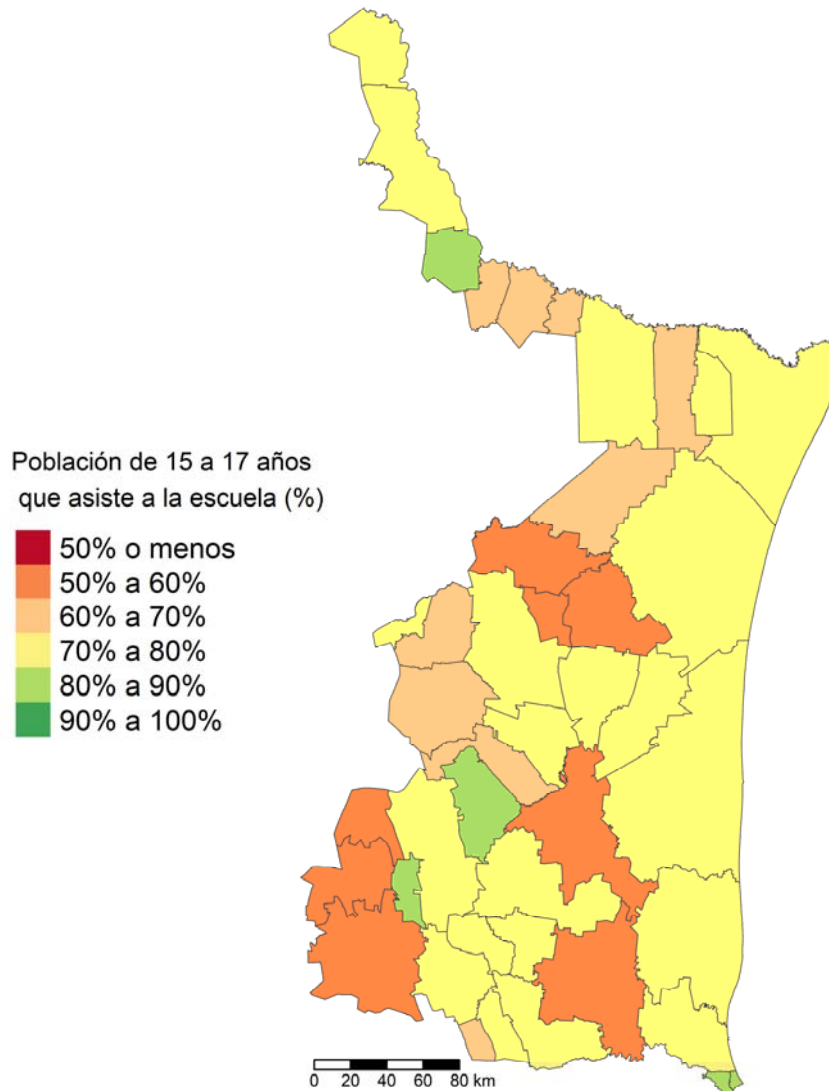 Población de 15 a 17 años
que asiste a la escuela (%)
50% o menos
50% a 60%
60% a 70%
70% a 80%
80% a 90%
90% a 100%
0 20 40 60 80 km